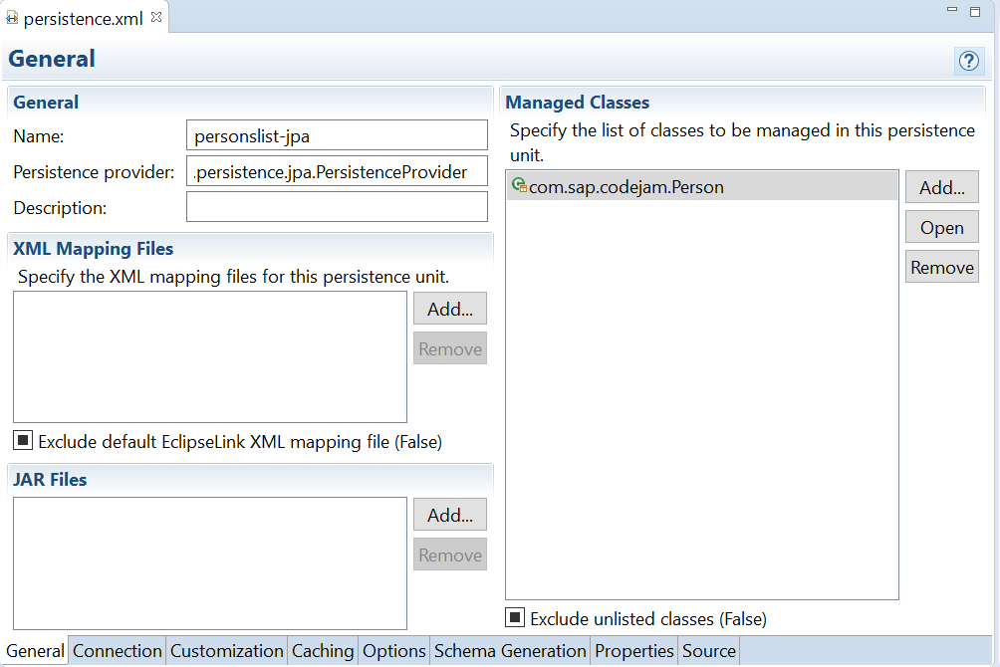 persistence.xml
General
General
Name:
personslist-jpa
Persistence provider:
.persistence.jpa.PersistenceProvider
Description:
XML Mapping Files
Specify the XML mapping files for this persistence unit.
Add...
Remove
Exclude default EclipseLink XML mapping file (False)
JAR Files
Add...
Remove
Managed Classes
Specify the list of classes to be managed in this persistence
unit.
com.sap.codejam.Person
Add...
Open
Remove
Exclude unlisted classes (False)
General Connection Customization Caching Options Schema Generation Properties Source